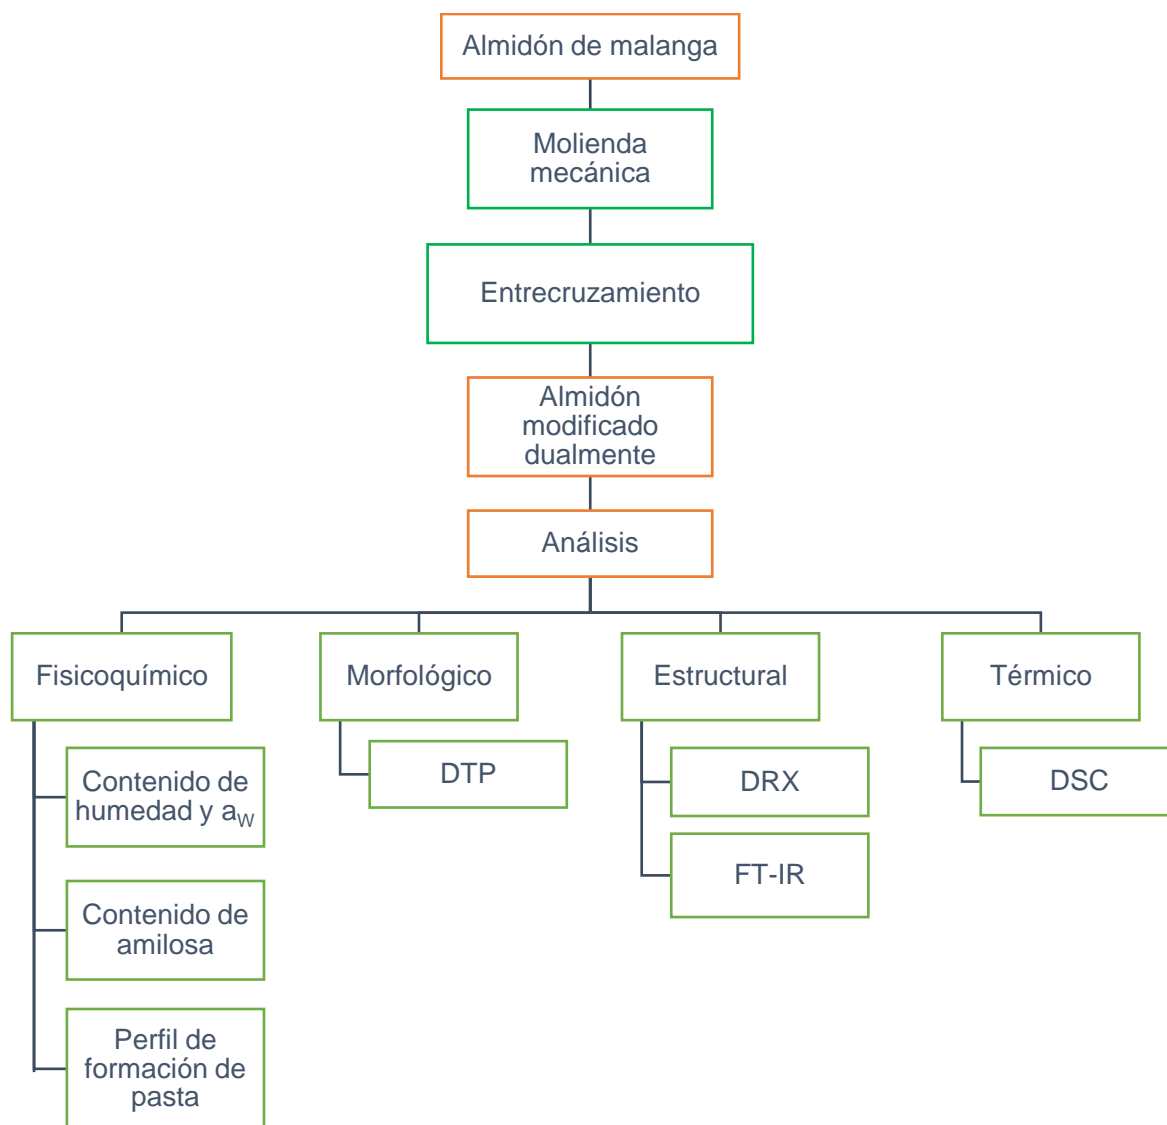 Almidón de malanga
Molienda
mecánica
Entrecruzamiento
Almidón
modificado
dualmente
Análisis
Fisicoquímico
Contenido de
humedad y aW
Contenido de
amilosa
Perfil de
formación de
pasta
Morfológico
DTP
Estructural
DRX
FT-IR
Térmico
DSC